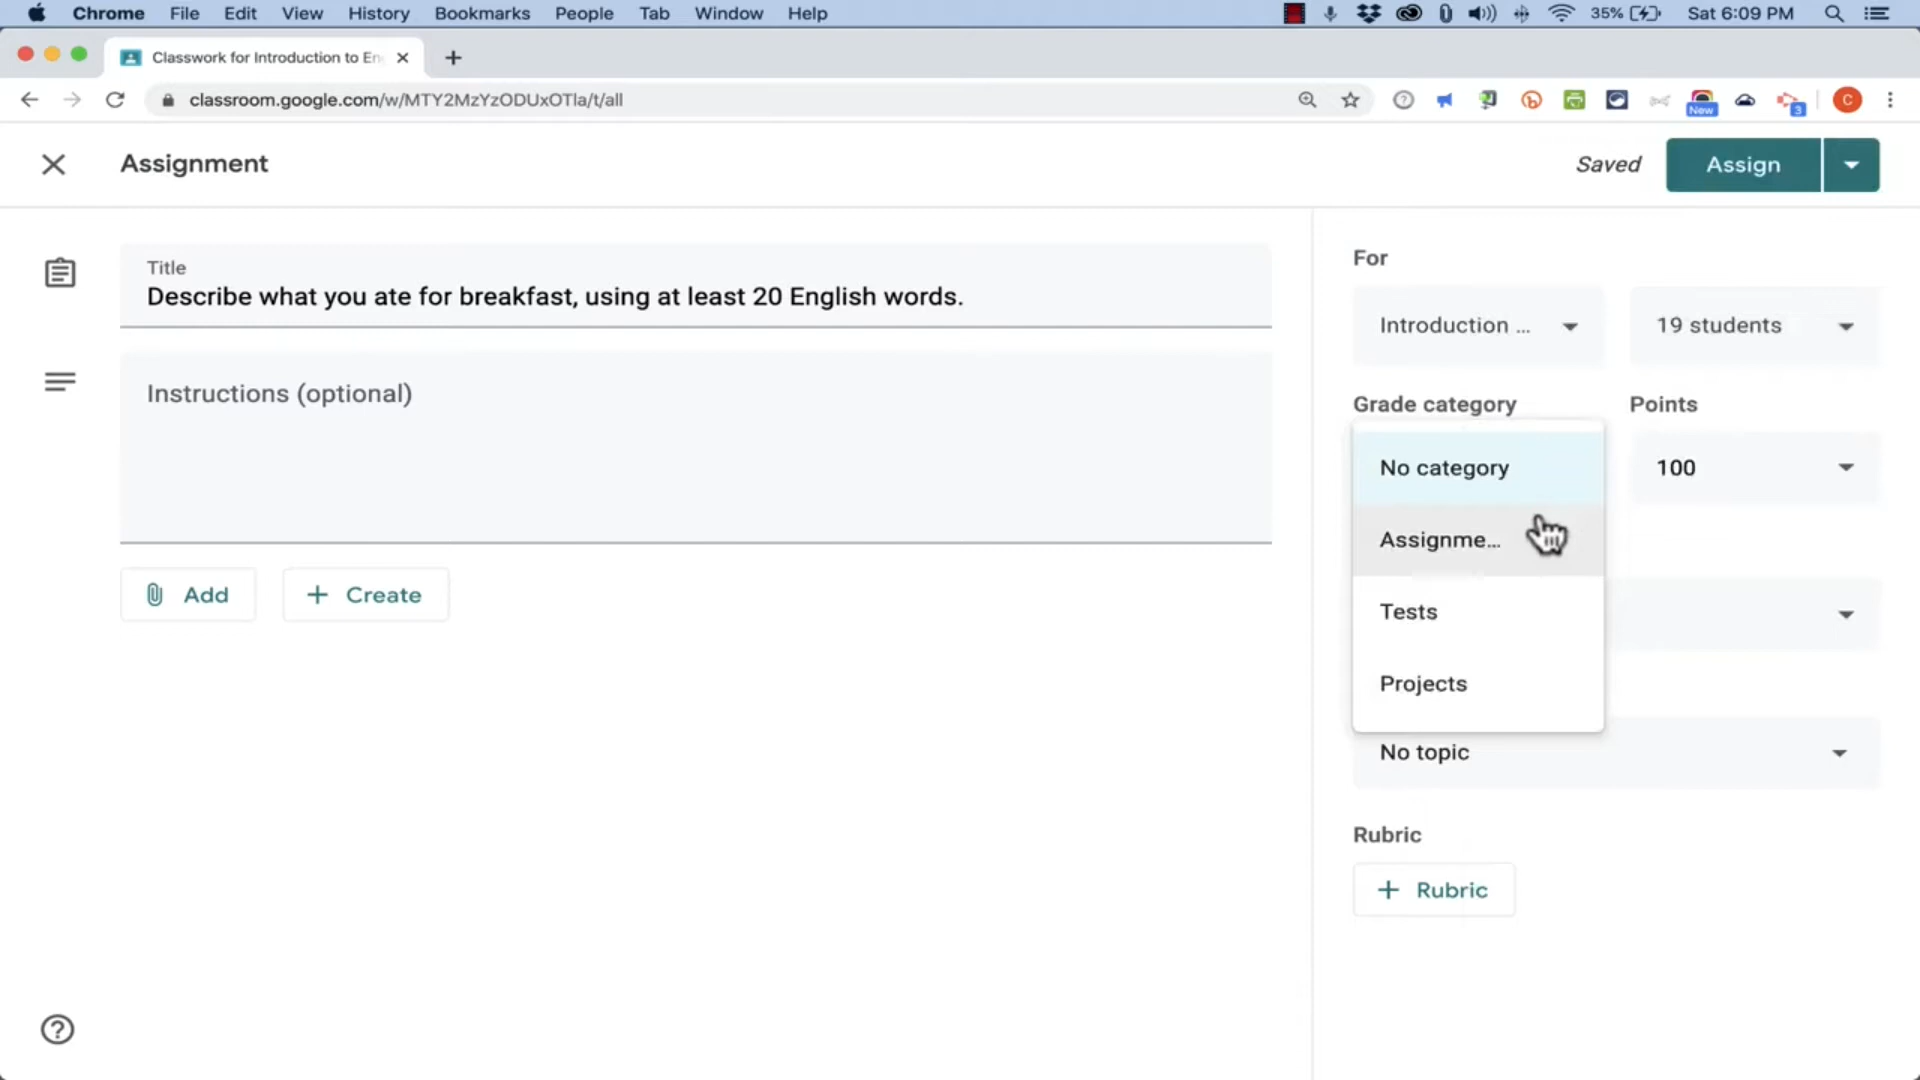 Chrome File Edit View History Bookmarks People Tab Window Help 35% Sat 6:09 PM
Classwork for Introduction to En
classroom.google.com/w/MTY2MzYzODUxOTla/t/all New 3 C
Assignment Saved Assign
Title
Describe what you ate for breakfast, using at least 20 English words.
Instructions (optional)
Add Create
For
Introduction ... 19 students
Grade category Points
No category 100
Assignme...
Tests
Projects
No topic
Rubric
Rubric